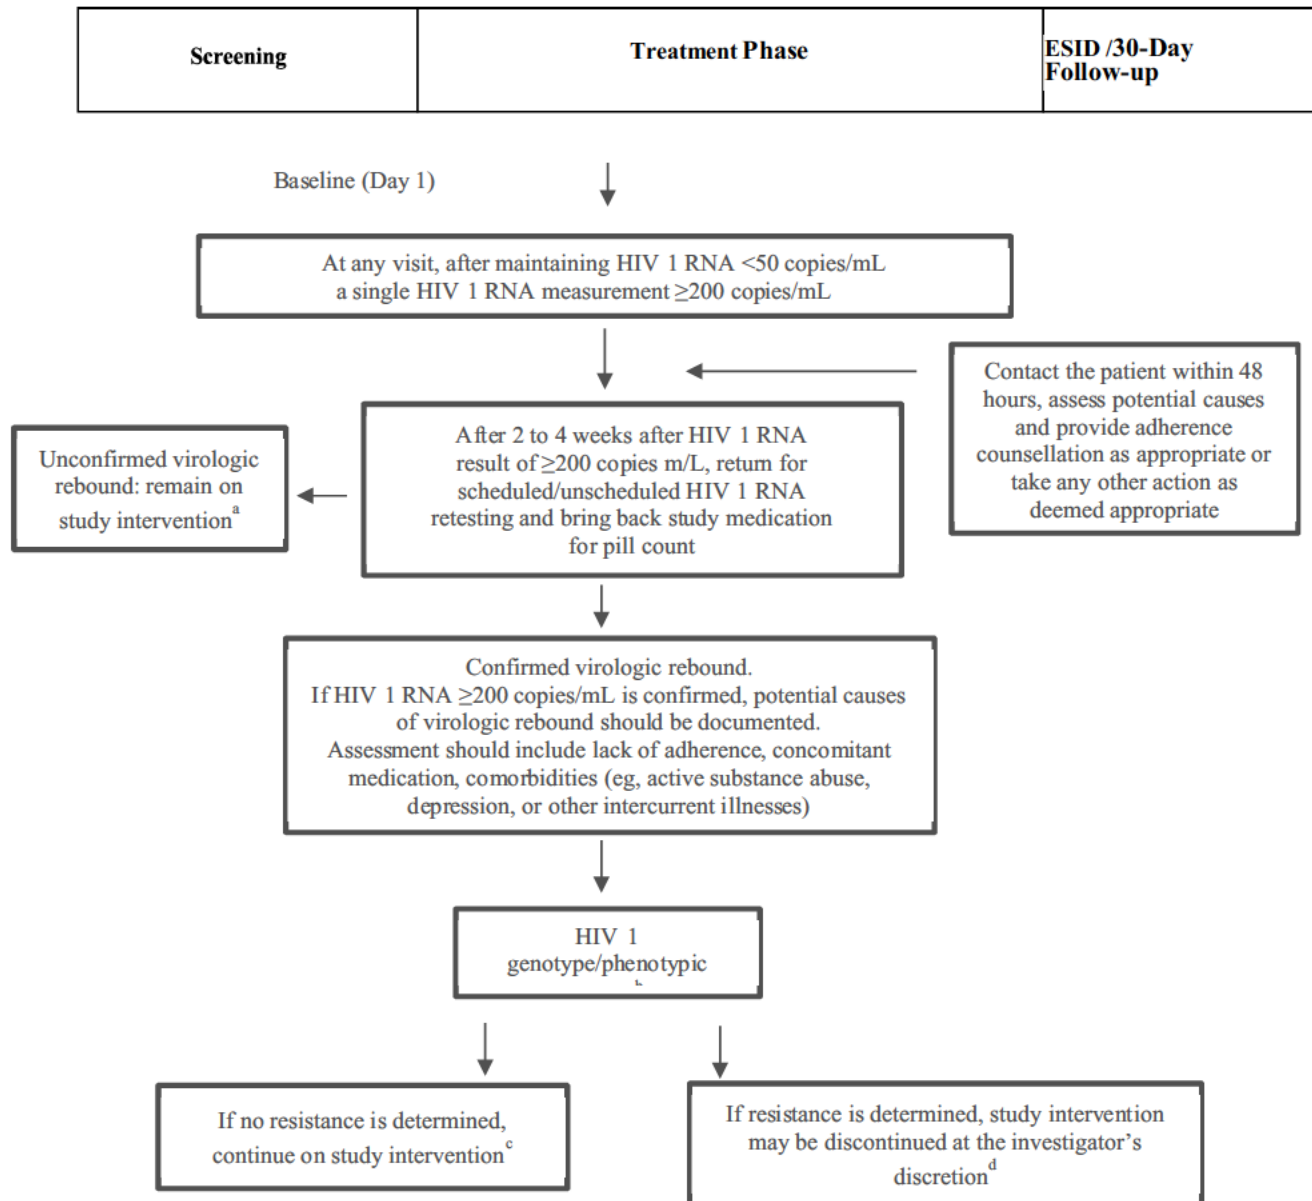 Screening
Treatment Phase
ESID /30-Day
Follow-up
Baseline (Day 1)
At any visit, after maintaining HIV 1 RNA <50 copies/mL
a single HIV 1 RNA measurement ≥200 copies/mL
Contact the patient within 48
hours, assess potential causes
and provide adherence
counsellation as appropriate or
take any other action as
deemed appropriate
After 2 to 4 weeks after HIV 1 RNA
result of ≥200 copies m/L, return for
scheduled/unscheduled HIV 1 RNA
retesting and bring back study medication
for pill count
Unconfirmed virologic
rebound: remain on
study intervention^a
Confirmed virologic rebound.
If HIV 1 RNA ≥200 copies/mL is confirmed, potential causes
of virologic rebound should be documented.
Assessment should include lack of adherence, concomitant
medication, comorbidities (eg, active substance abuse,
depression, or other intercurrent illnesses)
HIV 1
genotype/phenotypic
If no resistance is determined,
continue on study intervention^c
If resistance is determined, study intervention
may be discontinued at the investigator's
discretion^d